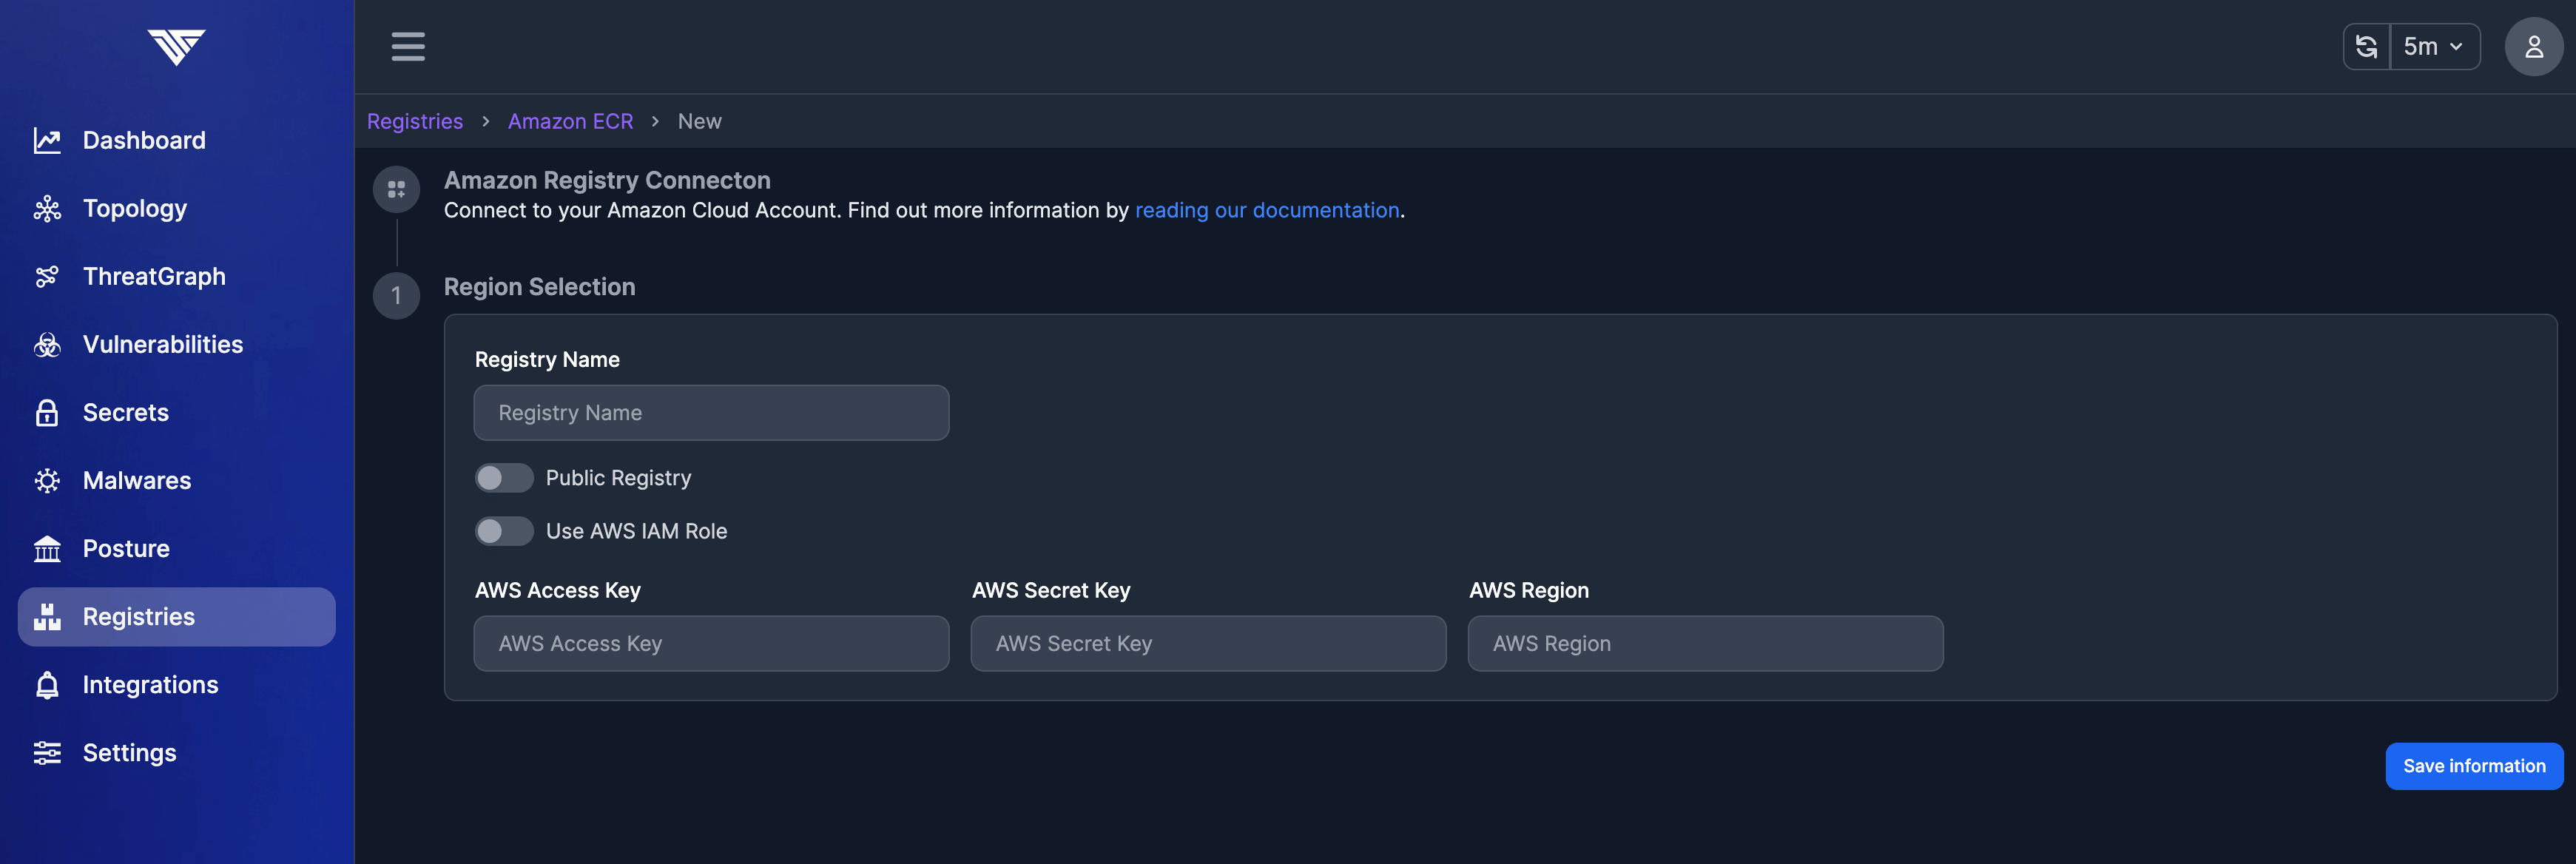 Dashboard
Topology
ThreatGraph
Vulnerabilities
Secrets
Malwares
Posture
Registries
Integrations
Settings
5m
Registries > Amazon ECR > New
Amazon Registry Connecton
Connect to your Amazon Cloud Account. Find out more information by reading our documentation.
1
Region Selection
Registry Name
Registry Name
Public Registry
Use AWS IAM Role
AWS Access Key AWS Secret Key AWS Region
AWS Access Key AWS Secret Key AWS Region
Save information